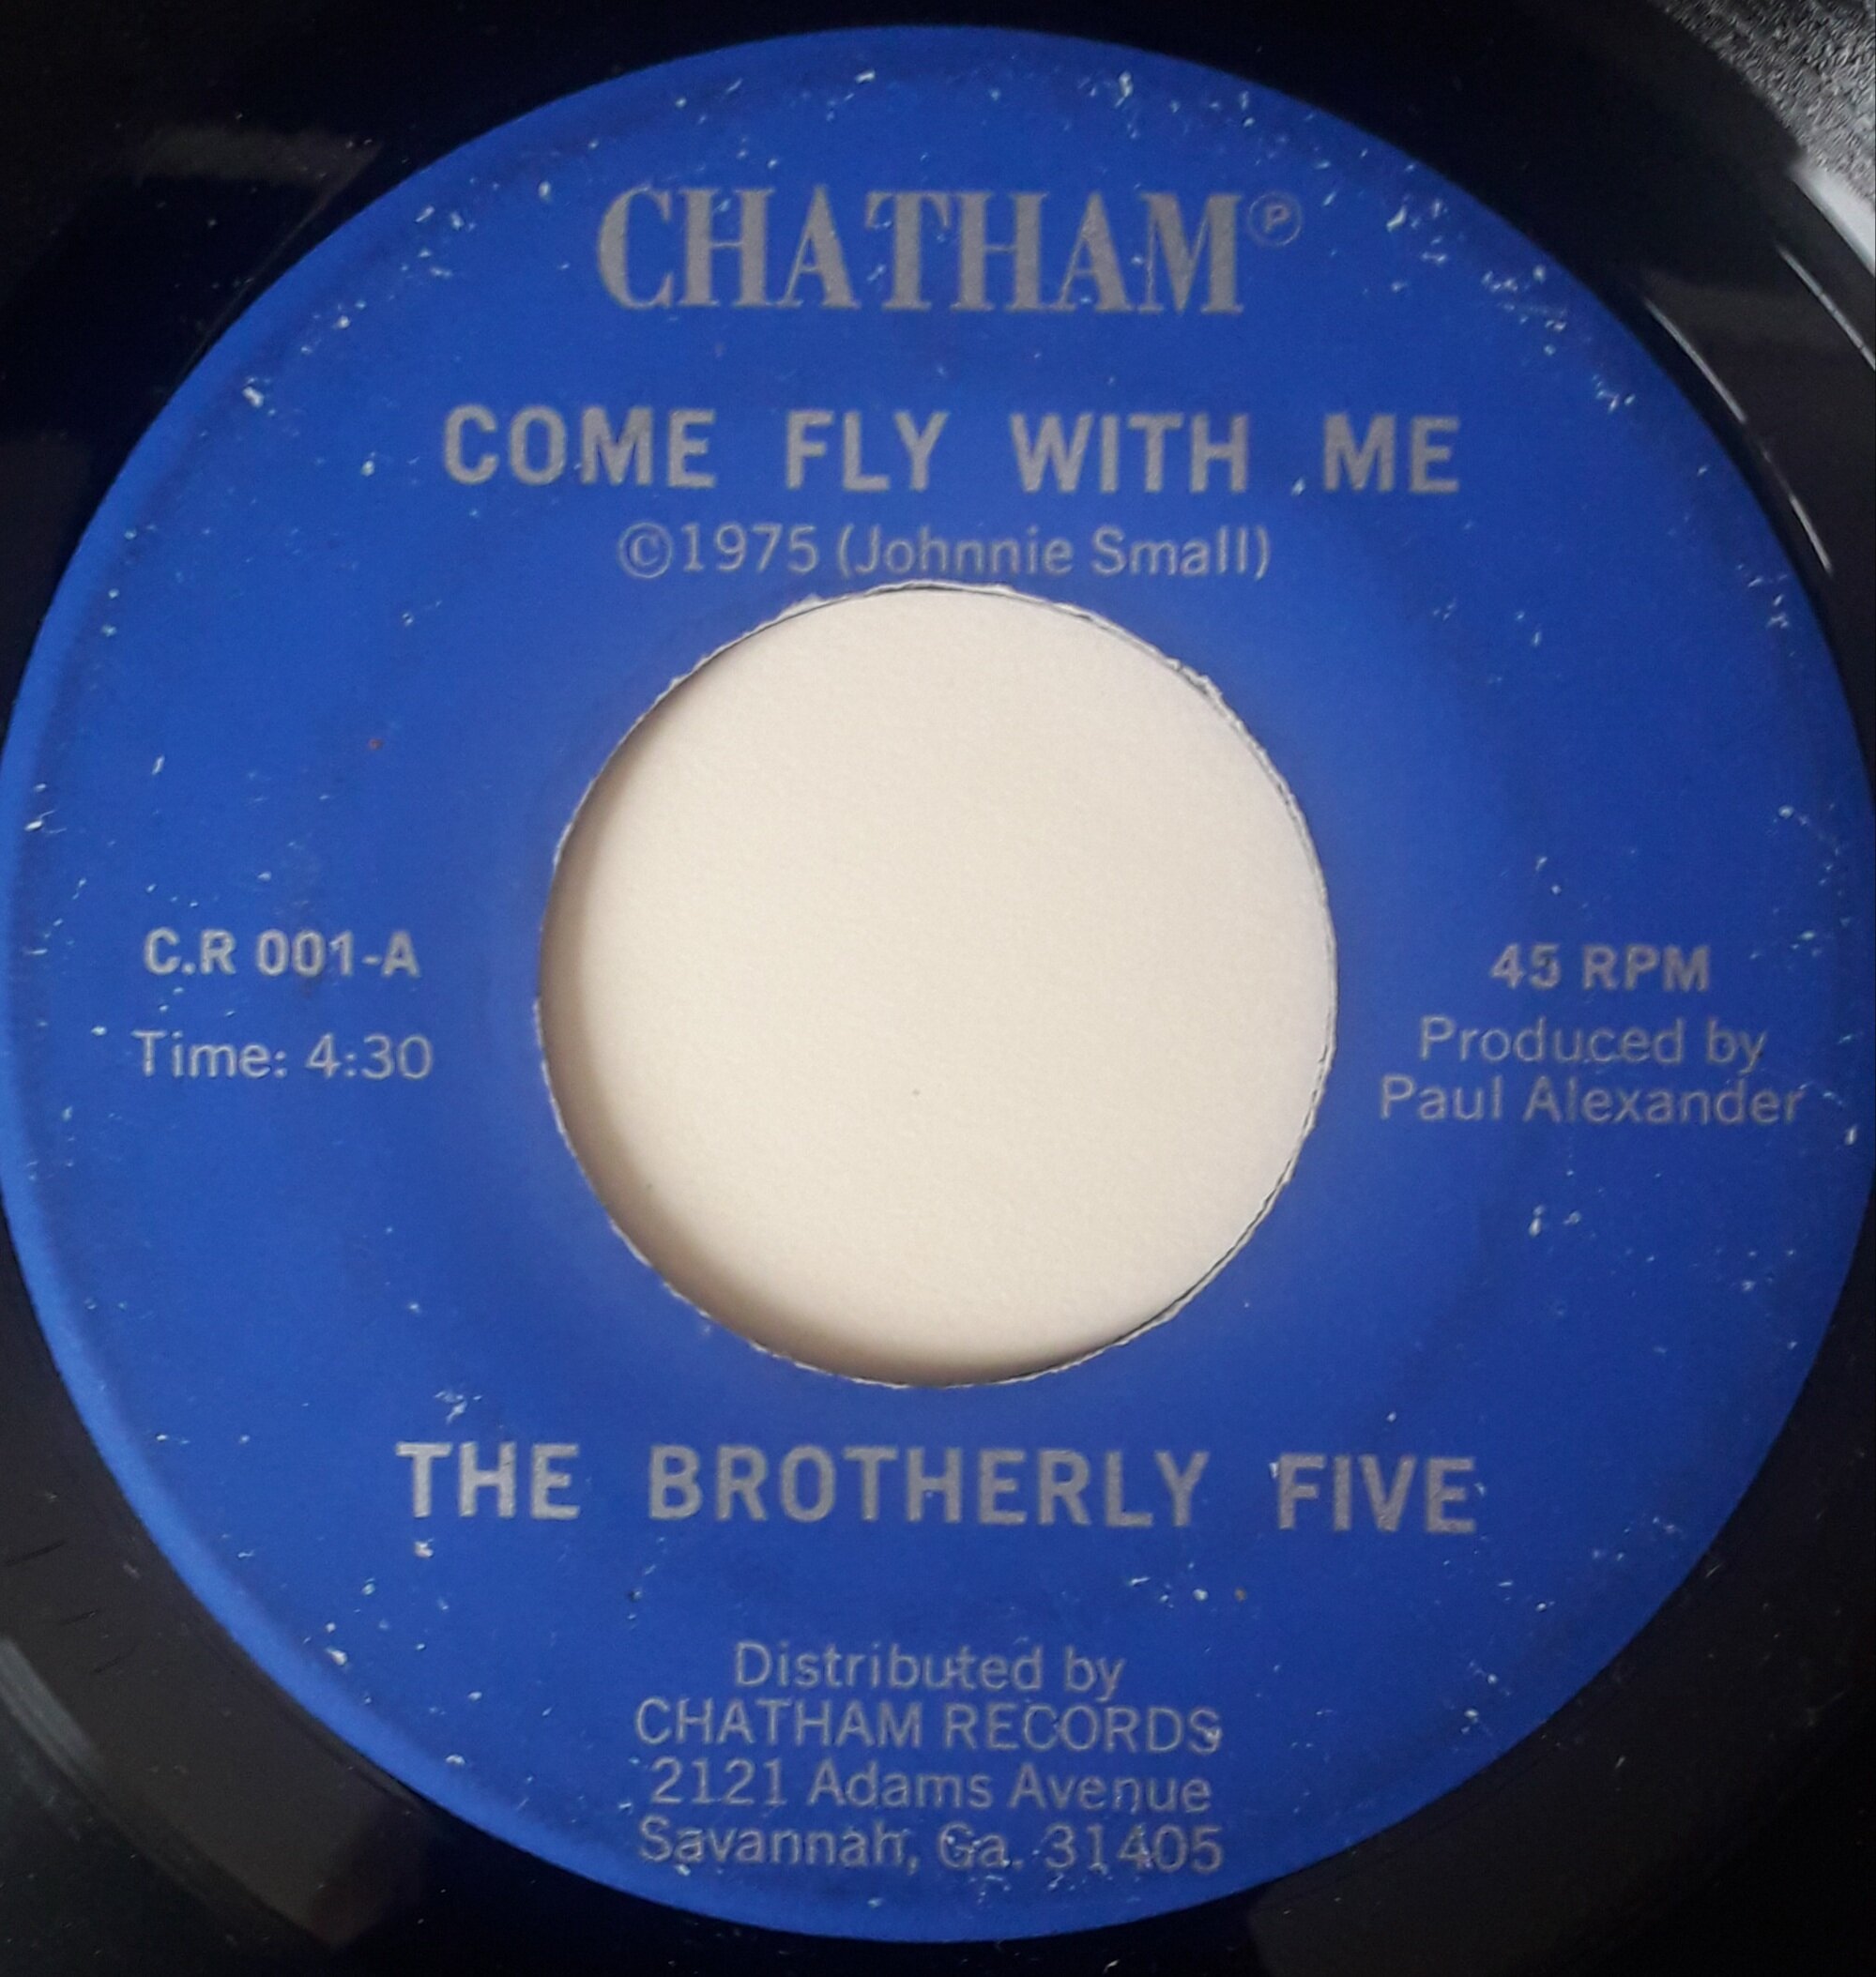 CHATHAM℗
COME FLY WITH ME
©1975 (Johnnie Small)
C.R 001-A
Time: 4:30
45 RPM
Produced by
Paul Alexander
THE BROTHERLY FIVE
Distributed by
CHATHAM RECORDS
2121 Adams Avenue
Savannah, Ga. 31405